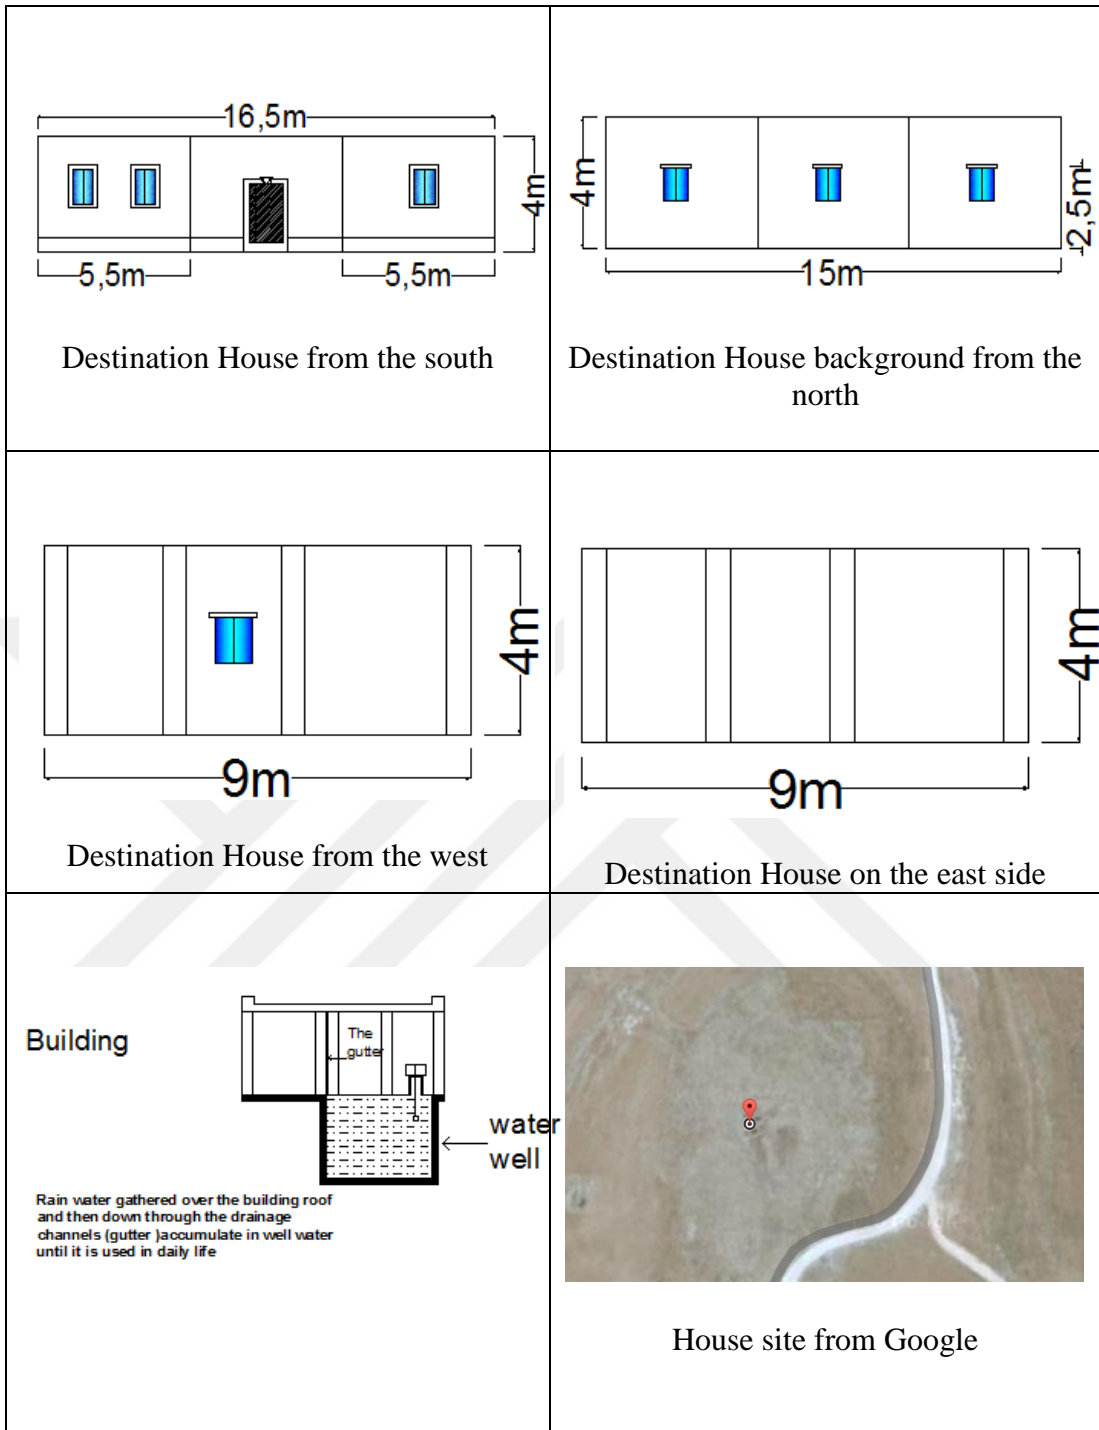 16,5m
4m
5,5m
5,5m
Destination House from the south
4m
2,5m
15m
Destination House background from the
north
4m
9m
Destination House from the west
4m
9m
Destination House on the east side
Building
The
gutter
water
well
Rain water gathered over the building roof
and then down through the drainage
channels (gutter )accumulate in well water
until it is used in daily life
House site from Google